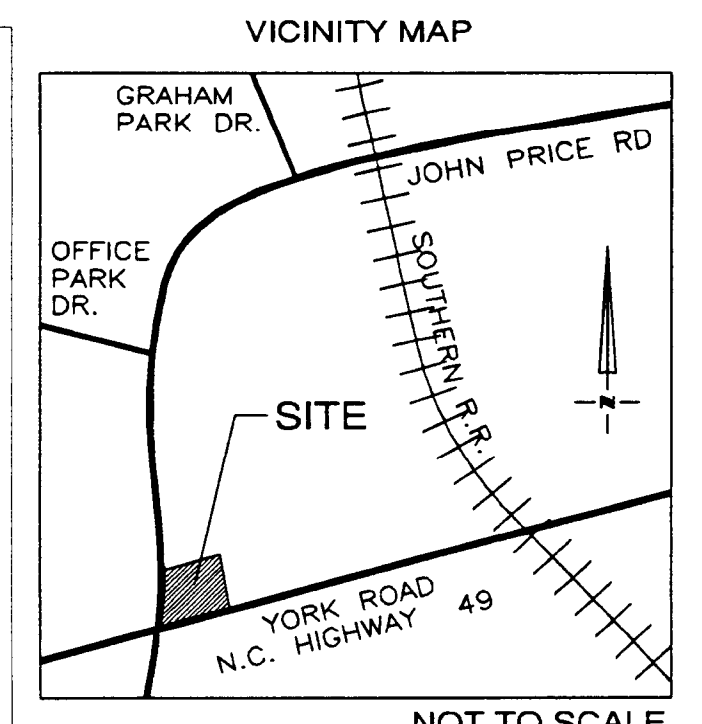 VICINITY MAP
GRAHAM
PARK DR.
JOHN PRICE RD
OFFICE
PARK
DR.
SOUTHERN R.R.
SITE
N
YORK ROAD
N.C. HIGHWAY 49
NOT TO SCALE